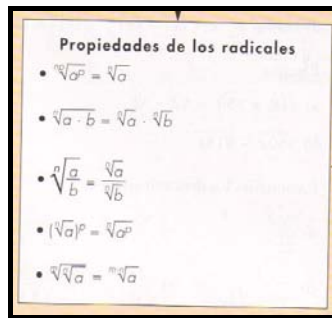 Propiedades de los radicales
• ⁿᵖ√aᵖ = ⁿ√a
• ⁿ√a · b = ⁿ√a · ⁿ√b
• ⁿ√a/b = ⁿ√a/ⁿ√b
• (ⁿ√a)ᵖ = ⁿ√aᵖ
• ᵐ√ⁿ√a = ᵐⁿ√a